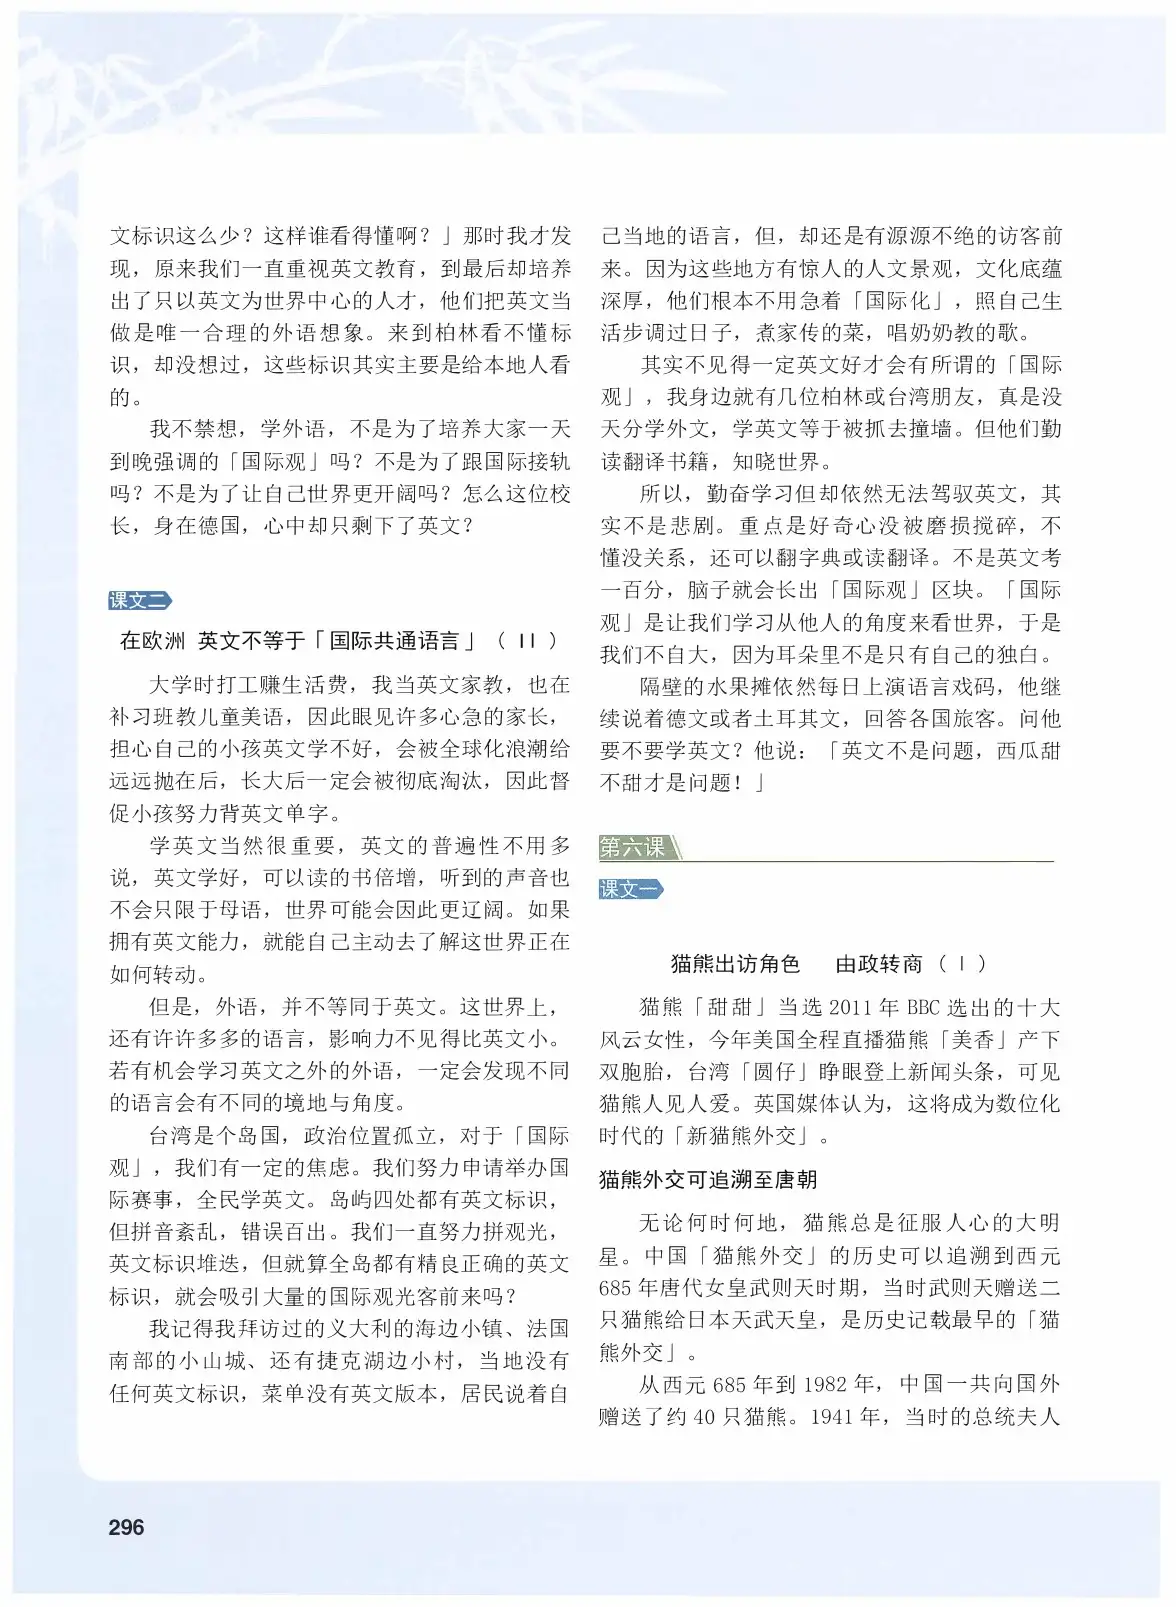 文标识这么少？这样谁看得懂啊？」那时我才发
现，原来我们一直重视英文教育，到最后却培养
出了只以英文为世界中心的人才，他们把英文当
做是唯一合理的外语想象。来到柏林看不懂标
识，却没想过，这些标识其实主要是给本地人看
的。
我不禁想，学外语，不是为了培养大家一天
到晚强调的「国际观」吗？不是为了跟国际接轨
吗？不是为了让自己世界更开阔吗？怎么这位校
长，身在德国，心中却只剩下了英文？
课文二
在欧洲 英文不等于「国际共通语言」（ II ）
大学时打工赚生活费，我当英文家教，也在
补习班教儿童美语，因此眼见许多心急的家长，
担心自己的小孩英文学不好，会被全球化浪潮给
远远抛在后，长大后一定会被彻底淘汰，因此督
促小孩努力背英文单字。
学英文当然很重要，英文的普遍性不用多
说，英文学好，可以读的书倍增，听到的声音也
不会只限于母语，世界可能会因此更辽阔。如果
拥有英文能力，就能自己主动去了解这世界正在
如何转动。
但是，外语，并不等同于英文。这世界上，
还有许许多多的语言，影响力不见得比英文小。
若有机会学习英文之外的外语，一定会发现不同
的语言会有不同的境地与角度。
台湾是个岛国，政治位置孤立，对于「国际
观」，我们有一定的焦虑。我们努力申请举办国
际赛事，全民学英文。岛屿四处都有英文标识，
但拼音紊乱，错误百出。我们一直努力拼观光，
英文标识堆迭，但就算全岛都有精良正确的英文
标识，就会吸引大量的国际观光客前来吗？
我记得我拜访过的义大利的海边小镇、法国
南部的小山城、还有捷克湖边小村，当地没有
任何英文标识，菜单没有英文版本，居民说着自
己当地的语言，但，却还是有源源不绝的访客前
来。因为这些地方有惊人的人文景观，文化底蕴
深厚，他们根本不用急着「国际化」，照自己生
活步调过日子，煮家传的菜，唱奶奶教的歌。
其实不见得一定英文好才会有所谓的「国际
观」，我身边就有几位柏林或台湾朋友，真是没
天分学外文，学英文等于被抓去撞墙。但他们勤
读翻译书籍，知晓世界。
所以，勤奋学习但却依然无法驾驭英文，其
实不是悲剧。重点是好奇心没被磨损搅碎，不
懂没关系，还可以翻字典或读翻译。不是英文考
一百分，脑子就会长出「国际观」区块。「国际
观」是让我们学习从他人的角度来看世界，于是
我们不自大，因为耳朵里不是只有自己的独白。
隔壁的水果摊依然每日上演语言戏码，他继
续说着德文或者土耳其文，回答各国旅客。问他
要不要学英文？他说：「英文不是问题，西瓜甜
不甜才是问题！」
第六课
课文一
猫熊出访角色 由政转商（ I ）
猫熊「甜甜」当选 2011 年 BBC 选出的十大
风云女性，今年美国全程直播猫熊「美香」产下
双胞胎，台湾「圆仔」睁眼登上新闻头条，可见
猫熊人见人爱。英国媒体认为，这将成为数位化
时代的「新猫熊外交」。
猫熊外交可追溯至唐朝
无论何时何地，猫熊总是征服人心的大明
星。中国「猫熊外交」的历史可以追溯到西元
685 年唐代女皇武则天时期，当时武则天赠送二
只猫熊给日本天武天皇，是历史记载最早的「猫
熊外交」。
从西元 685 年到 1982 年，中国一共向国外
赠送了约 40 只猫熊。1941 年，当时的总统夫人
296